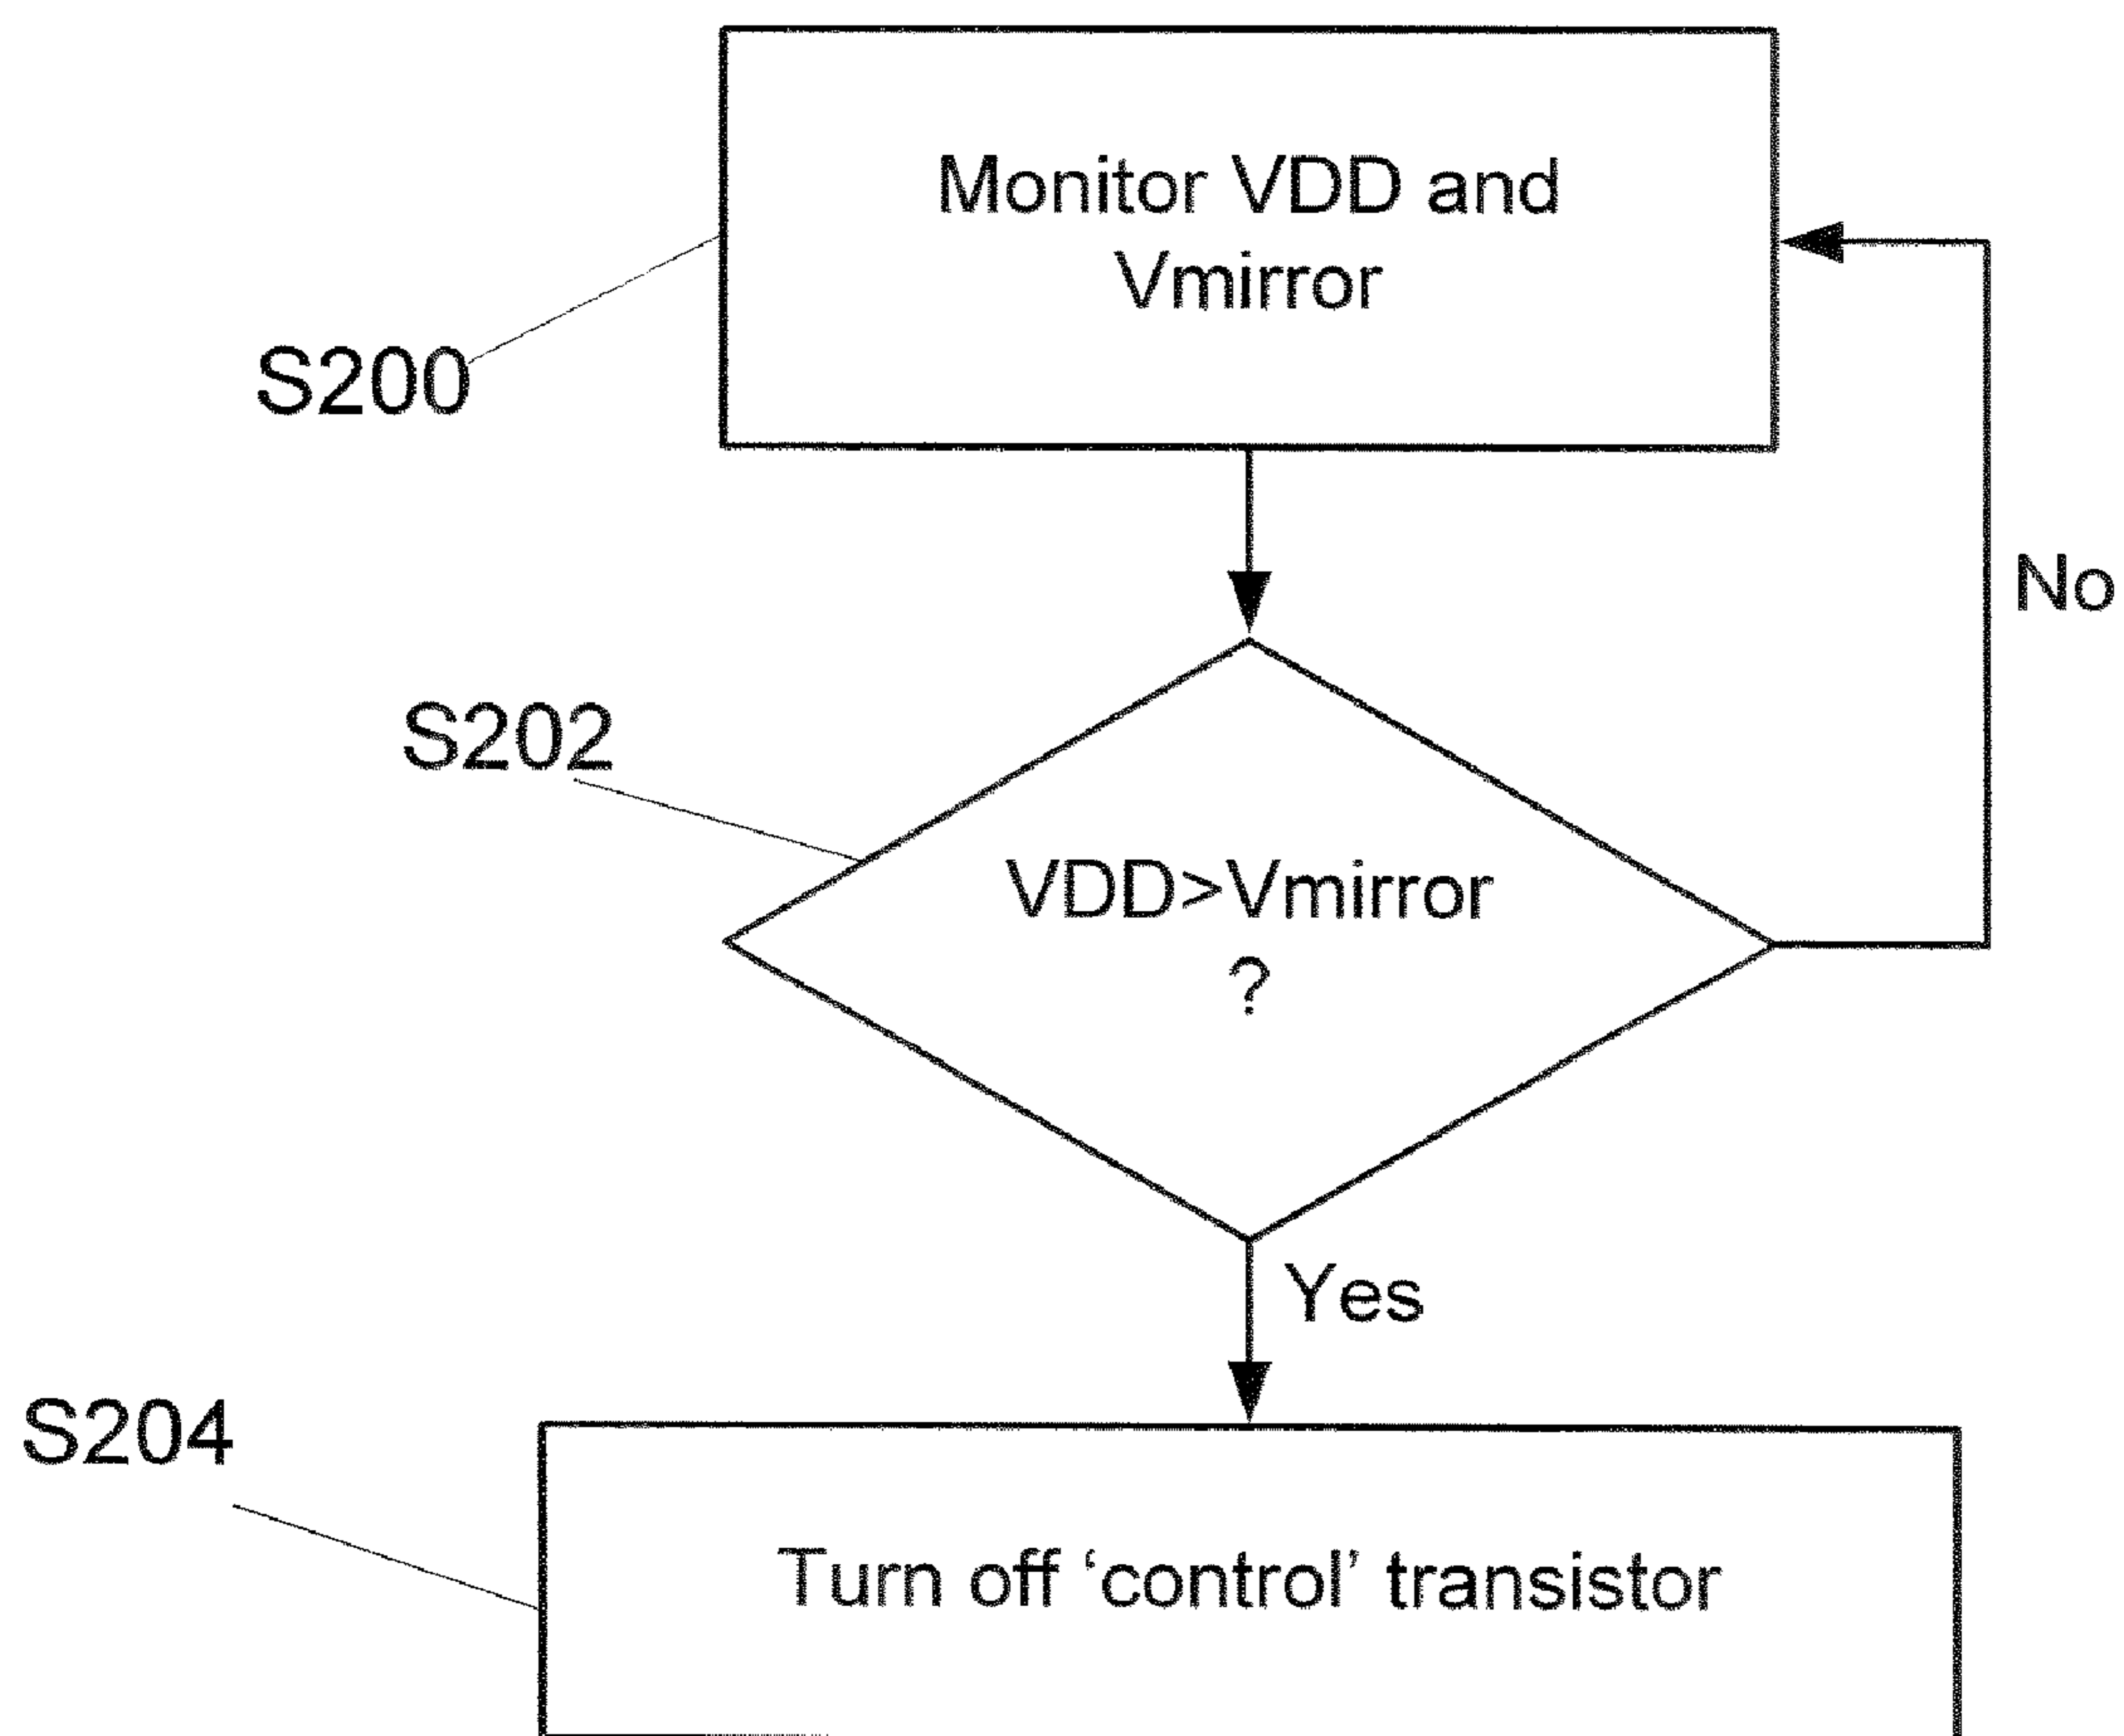 Monitor VDD and
Vmirror
S200
No
S202
VDD>Vmirror
?
Yes
S204
Turn off ‘control’ transistor